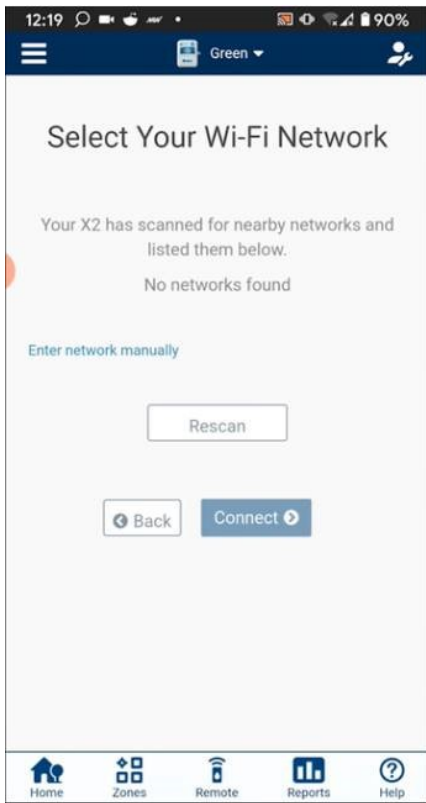 12:19
90%
Green
Select Your Wi-Fi Network
Your X2 has scanned for nearby networks and
listed them below.
No networks found
Enter network manually
Rescan
Back
Connect
Home
Zones
Remote
Reports
Help